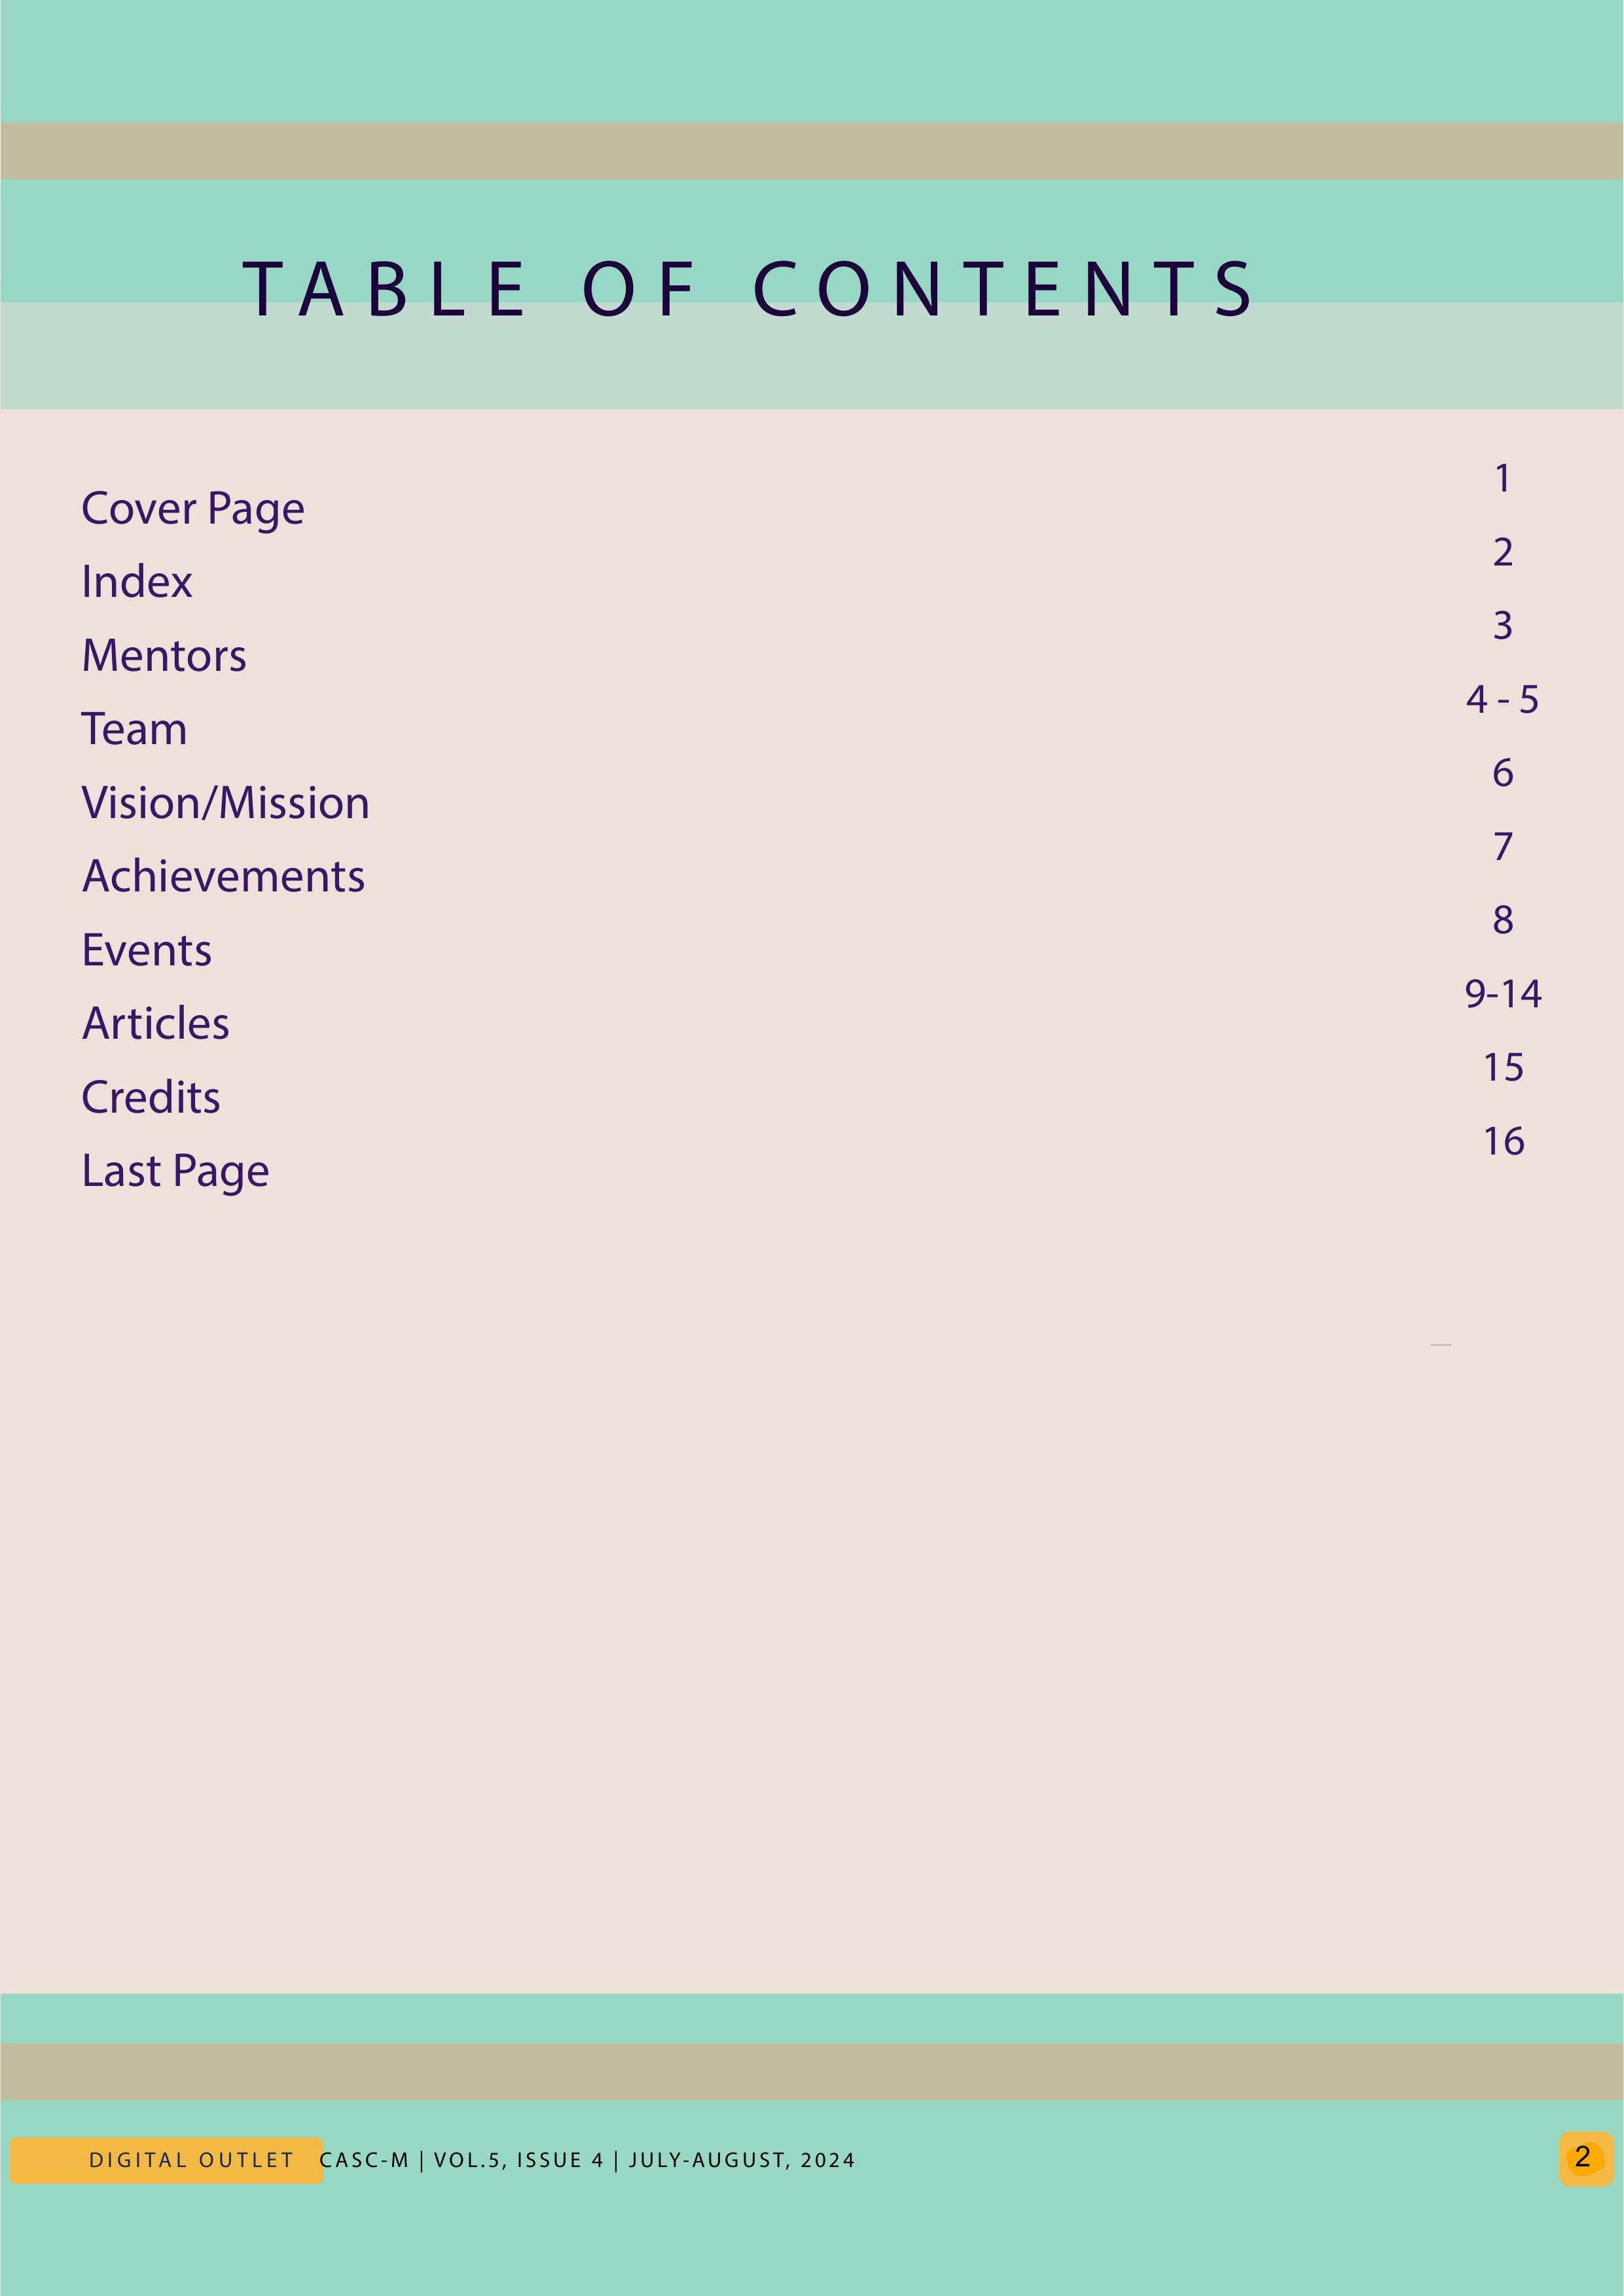 TABLE OF CONTENTS
Cover Page 1
Index 2
Mentors 3
Team 4 - 5
Vision/Mission 6
Achievements 7
Events 8
Articles 9-14
Credits 15
Last Page 16
DIGITAL OUTLET CASC-M | VOL.5, ISSUE 4 | JULY-AUGUST, 2024 2